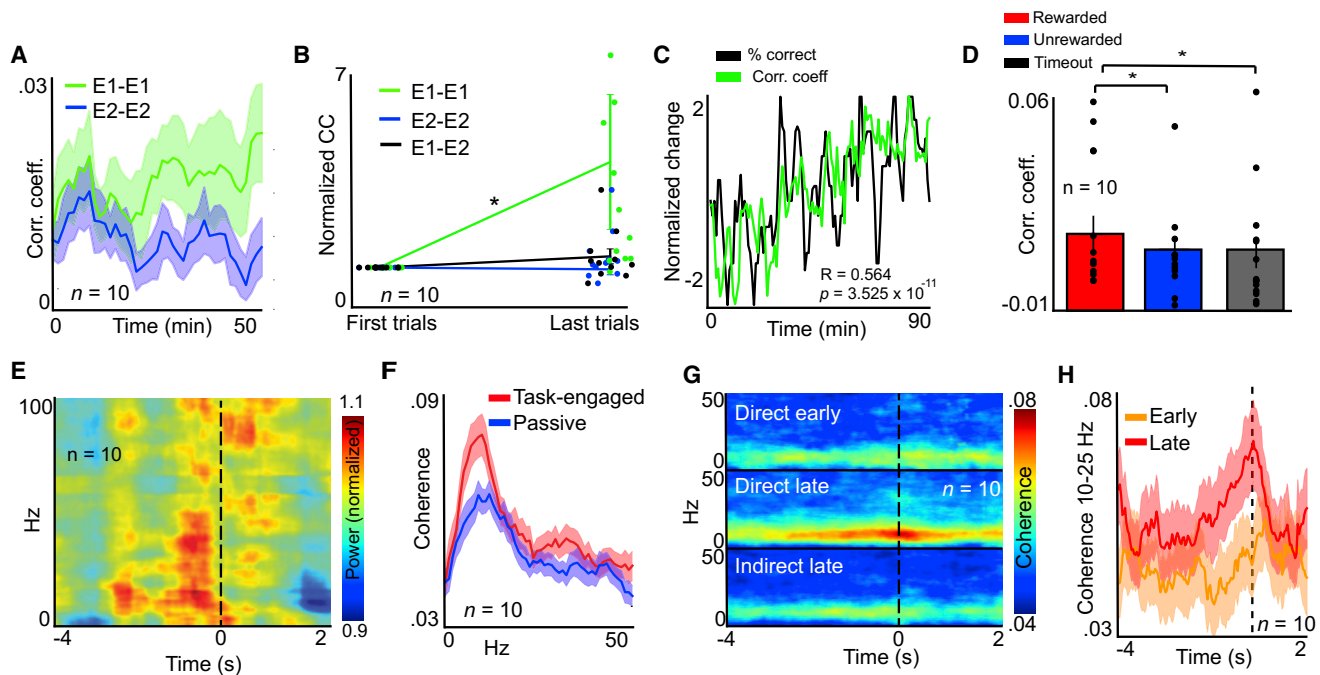 A
.03
E1-E1
E2-E2
Corr. coeff.
n = 10
0
0
Time (min)
50
B
7
E1-E1
E2-E2
E1-E2
Normalized CC
*
n = 10
0
First trials
Last trials
C
% correct
Corr. coeff
2
Normalized change
-2
R = 0.564
p = 3.525 x 10-11
0
Time (min)
90
Rewarded
Unrewarded
Timeout
D
*
*
0.06
n = 10
Corr. coeff.
-0.01
E
100
n = 10
Hz
0
-4
0
2
Time (s)
1.1
Power (normalized)
0.9
F
.09
Task-engaged
Passive
Coherence
n = 10
.03
0
Hz
55
G
50
Direct early
0
50
Direct late
n = 10
Hz
0
50
Indirect late
0
-4
0
2
Time (s)
.08
Coherence
.04
H
.08
Early
Late
Coherence 10-25 Hz
.03
n = 10
-4
Time (s)
2